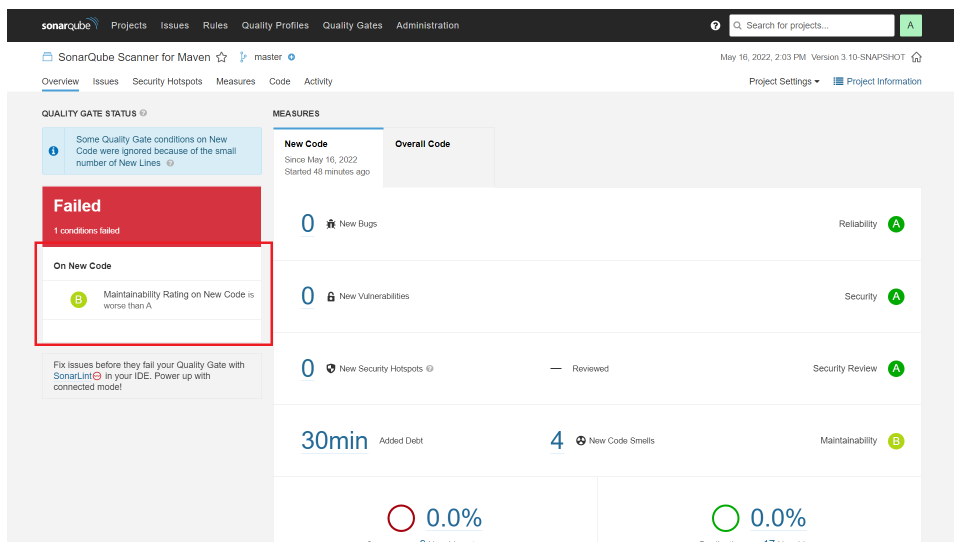 sonarqube Projects Issues Rules Quality Profiles Quality Gates Administration ? Search for projects... A
SonarQube Scanner for Maven master May 16, 2022, 2:03 PM Version 3.10-SNAPSHOT
Overview Issues Security Hotspots Measures Code Activity Project Settings Project Information
QUALITY GATE STATUS
Some Quality Gate conditions on New
Code were ignored because of the small
number of New Lines
Failed
1 conditions failed
On New Code
B Maintainability Rating on New Code is
worse than A
Fix issues before they fail your Quality Gate with
SonarLint in your IDE. Power up with
connected mode!
MEASURES
New Code Overall Code
Since May 16, 2022
Started 48 minutes ago
0 New Bugs Reliability A
0 New Vulnerabilities Security A
0 New Security Hotspots — Reviewed Security Review A
30min Added Debt 4 New Code Smells Maintainability B
0.0% 0.0%